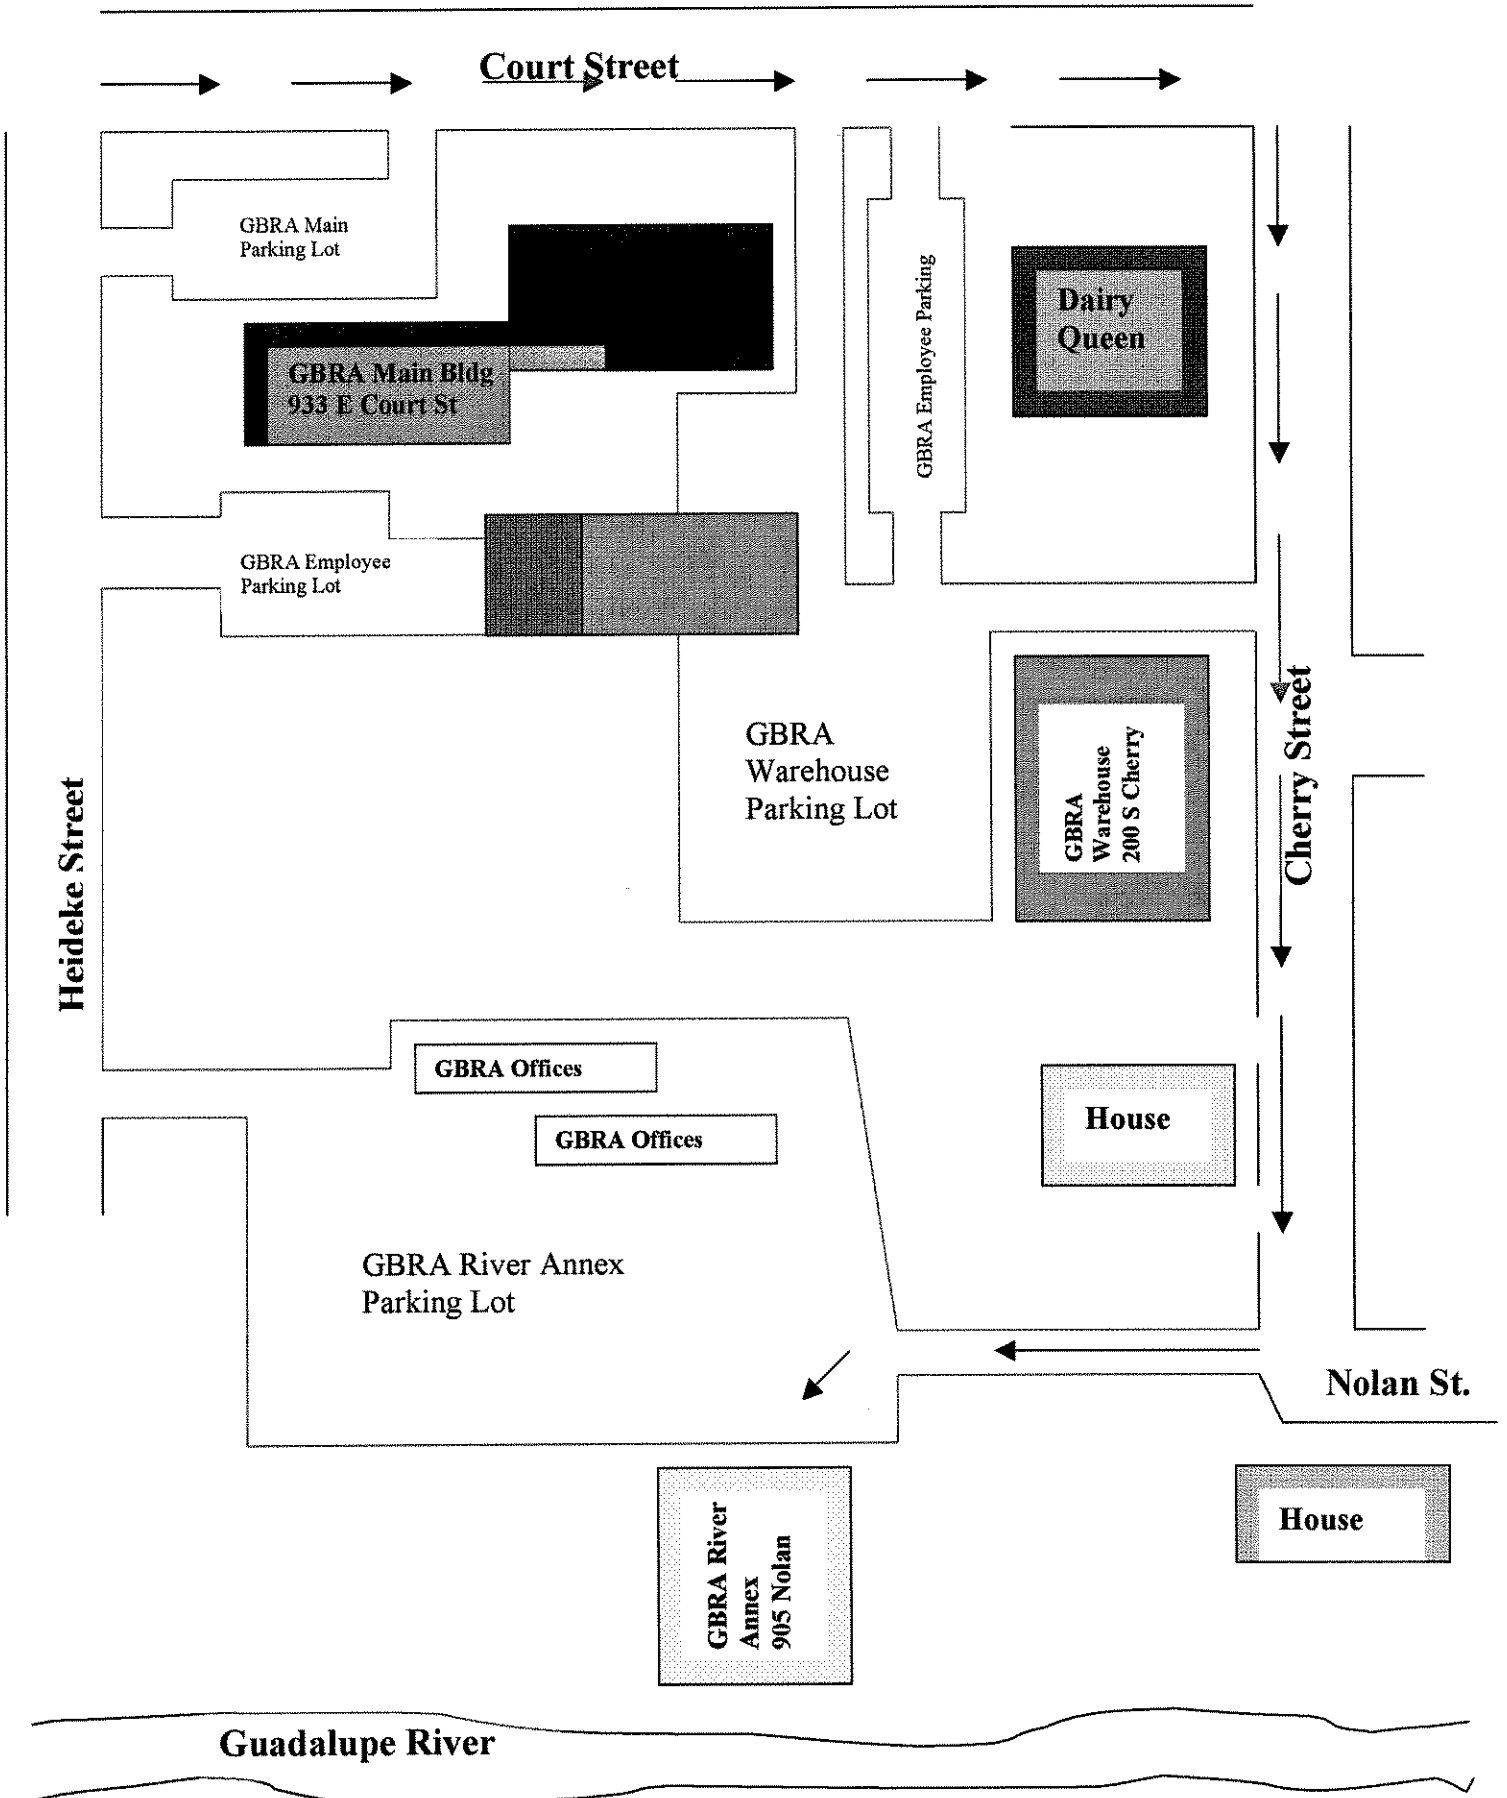 Court Street
GBRA Main
Parking Lot
GBRA Employee Parking
Dairy
Queen
GBRA Main Bldg
933 E Court St
GBRA Employee
Parking Lot
GBRA
Warehouse
Parking Lot
GBRA
Warehouse
200 S Cherry
Cherry Street
Heideke Street
GBRA Offices
GBRA Offices
House
GBRA River Annex
Parking Lot
Nolan St.
GBRA River
Annex
905 Nolan
House
Guadalupe River